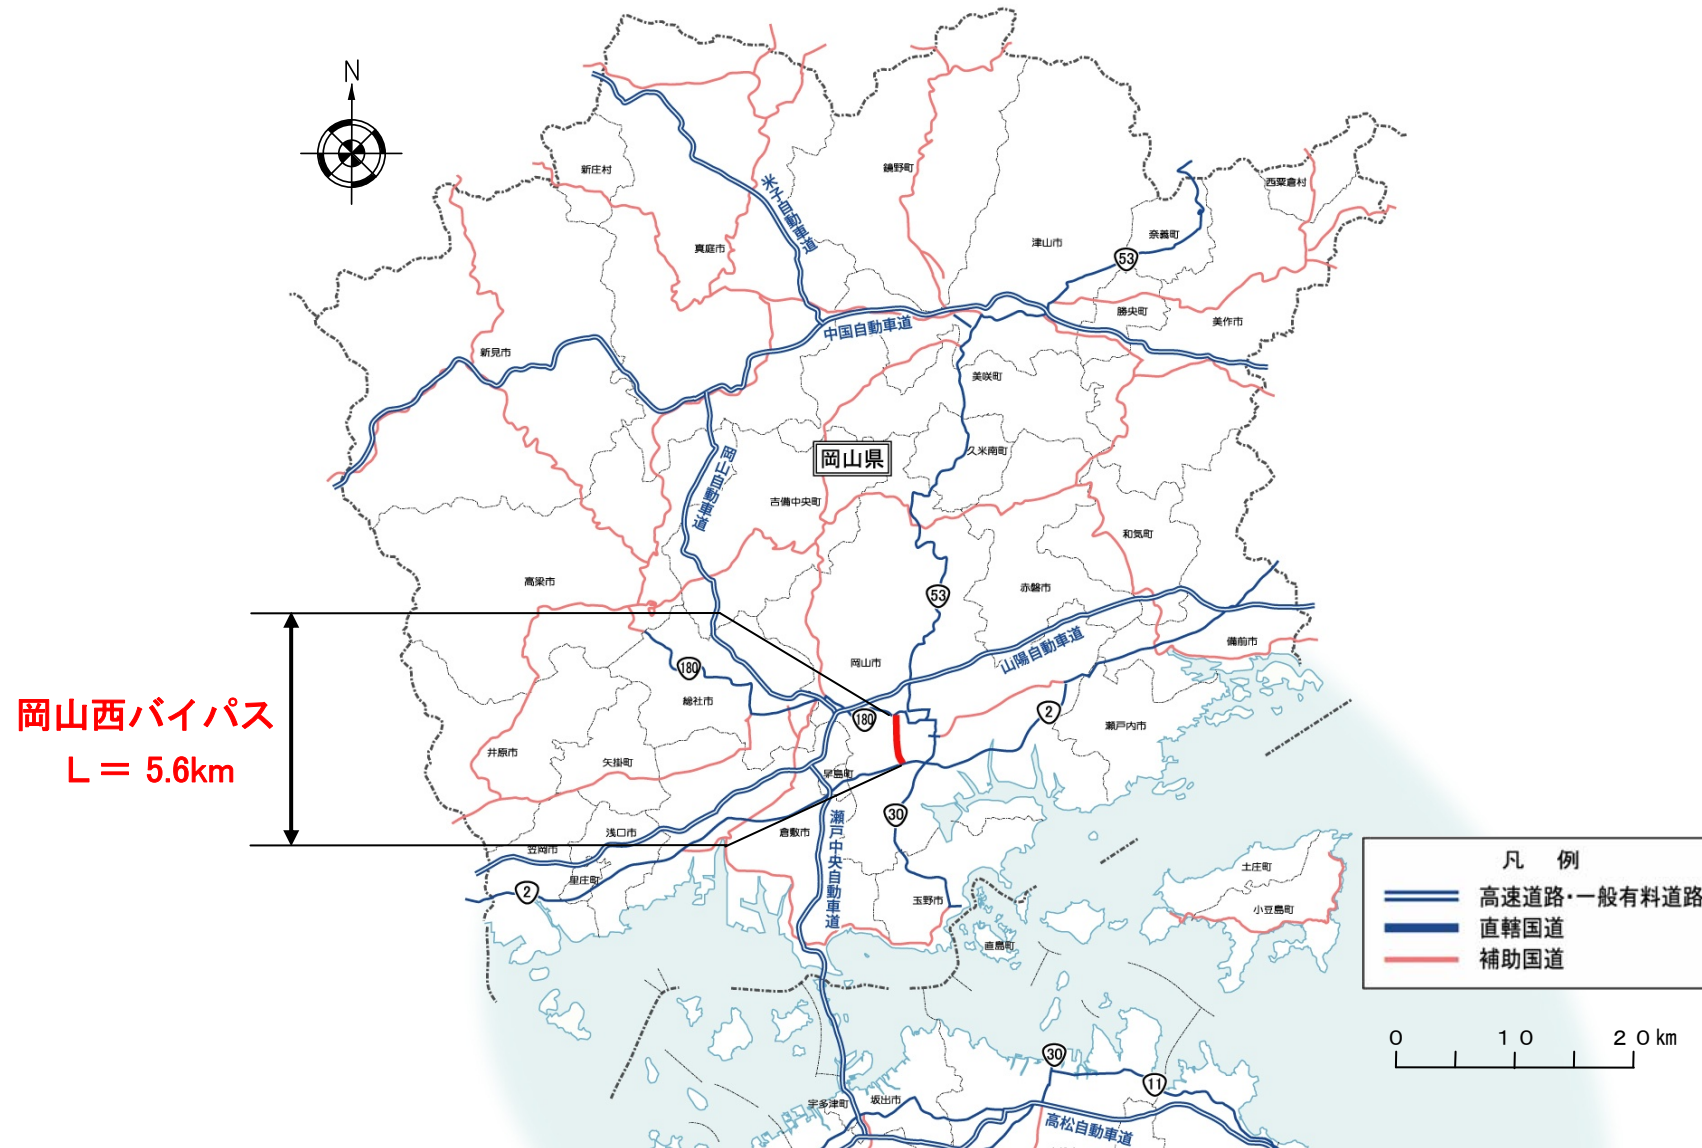 N
新庄村
鏡野町
西粟倉村
米子自動車道
真庭市
津山市
奈義町
53
勝央町
美作市
中国自動車道
新見市
美咲町
岡山県
久米南町
岡山自動車道
吉備中央町
和気町
高梁市
赤磐市
53
山陽自動車道
備前市
岡山市
180
総社市
岡山西バイパス
L = 5.6km
180
2
瀬戸内市
井原市
矢掛町
早島町
30
浅口市
倉敷市
瀬戸中央自動車道
笠岡市
里庄町
2
玉野市
直島町
土庄町
小豆島町
凡 例
高速道路・一般有料道路
直轄国道
補助国道
0 10 20km
30
11
宇多津町
坂出市
高松自動車道